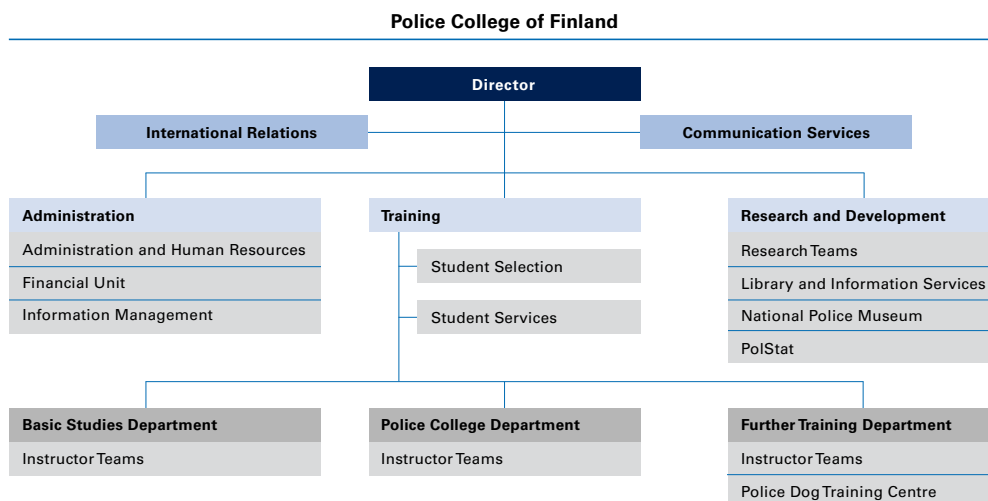 Police College of Finland
Director
International Relations
Communication Services
Administration
Administration and Human Resources
Financial Unit
Information Management
Training
Student Selection
Student Services
Research and Development
Research Teams
Library and Information Services
National Police Museum
PolStat
Basic Studies Department
Instructor Teams
Police College Department
Instructor Teams
Further Training Department
Instructor Teams
Police Dog Training Centre